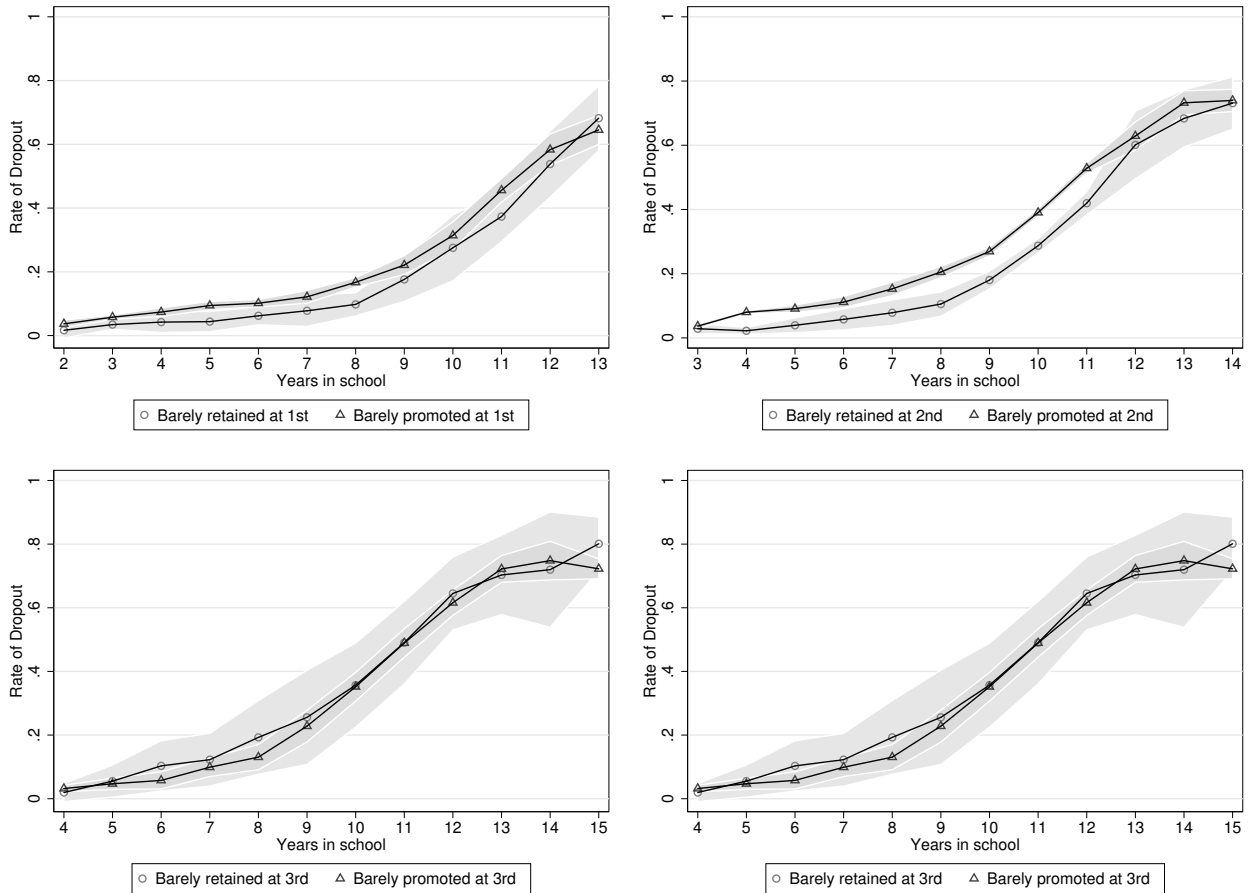 Rate of Dropout
0 .2 .4 .6 .8 1
2 3 4 5 6 7 8 9 10 11 12 13
Years in school
Barely retained at 1st Barely promoted at 1st
Rate of Dropout
0 .2 .4 .6 .8 1
3 4 5 6 7 8 9 10 11 12 13 14
Years in school
Barely retained at 2nd Barely promoted at 2nd
Rate of Dropout
0 .2 .4 .6 .8 1
4 5 6 7 8 9 10 11 12 13 14 15
Years in school
Barely retained at 3rd Barely promoted at 3rd
Rate of Dropout
0 .2 .4 .6 .8 1
4 5 6 7 8 9 10 11 12 13 14 15
Years in school
Barely retained at 3rd Barely promoted at 3rd